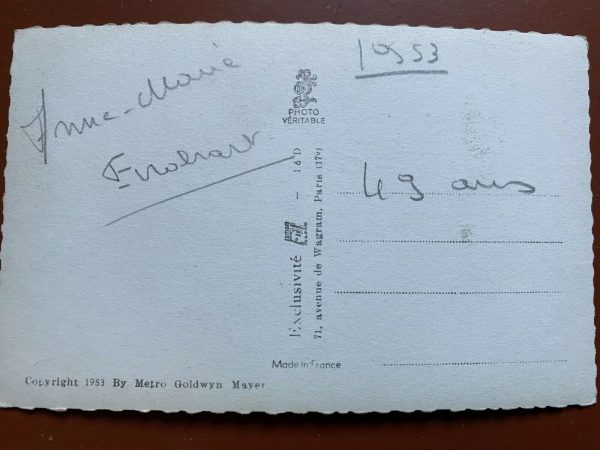 Anne-Marie
1953
PHOTO
VÉRITABLE
49 ans
Exclusivité – 16 D
71, avenue de Wagram, Paris (17e)
Made in France
Copyright 1953 By Metro Goldwyn Mayer